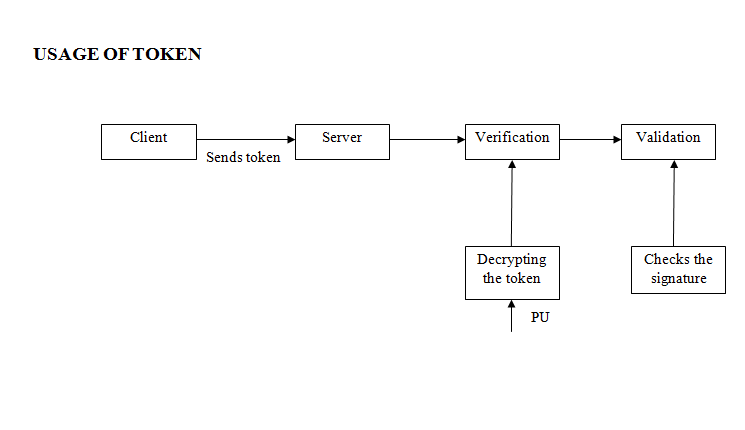 USAGE OF TOKEN
Client
Server
Verification
Validation
Sends token
Decrypting
the token
Checks the
signature
PU